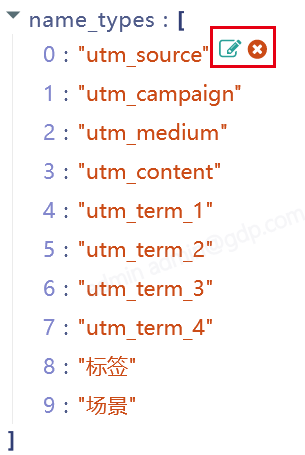 name_types : [
0 : "utm_source"
1 : "utm_campaign"
2 : "utm_medium"
3 : "utm_content"
4 : "utm_term_1"
5 : "utm_term_2"
6 : "utm_term_3"
7 : "utm_term_4"
8 : "标签"
9 : "场景"
]